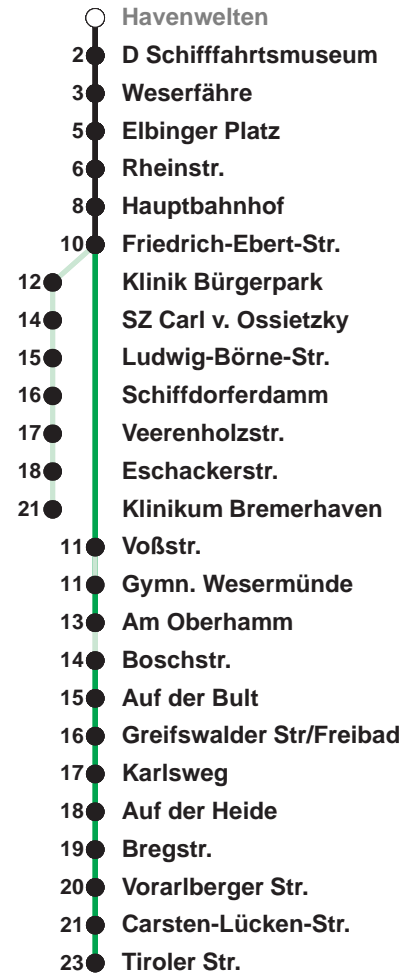 Havenwelten
2 D Schifffahrtsmuseum
3 Weserfähre
5 Elbinger Platz
6 Rheinstr.
8 Hauptbahnhof
10 Friedrich-Ebert-Str.
12 Klinik Bürgerpark
14 SZ Carl v. Ossietzky
15 Ludwig-Börne-Str.
16 Schiffdorferdamm
17 Veerenholzstr.
18 Eschackerstr.
21 Klinikum Bremerhaven
11 Voßstr.
11 Gymn. Wesermünde
13 Am Oberhamm
14 Boschstr.
15 Auf der Bult
16 Greifswalder Str/Freibad
17 Karlsweg
18 Auf der Heide
19 Bregstr.
20 Vorarlberger Str.
21 Carsten-Lücken-Str.
23 Tiroler Str.